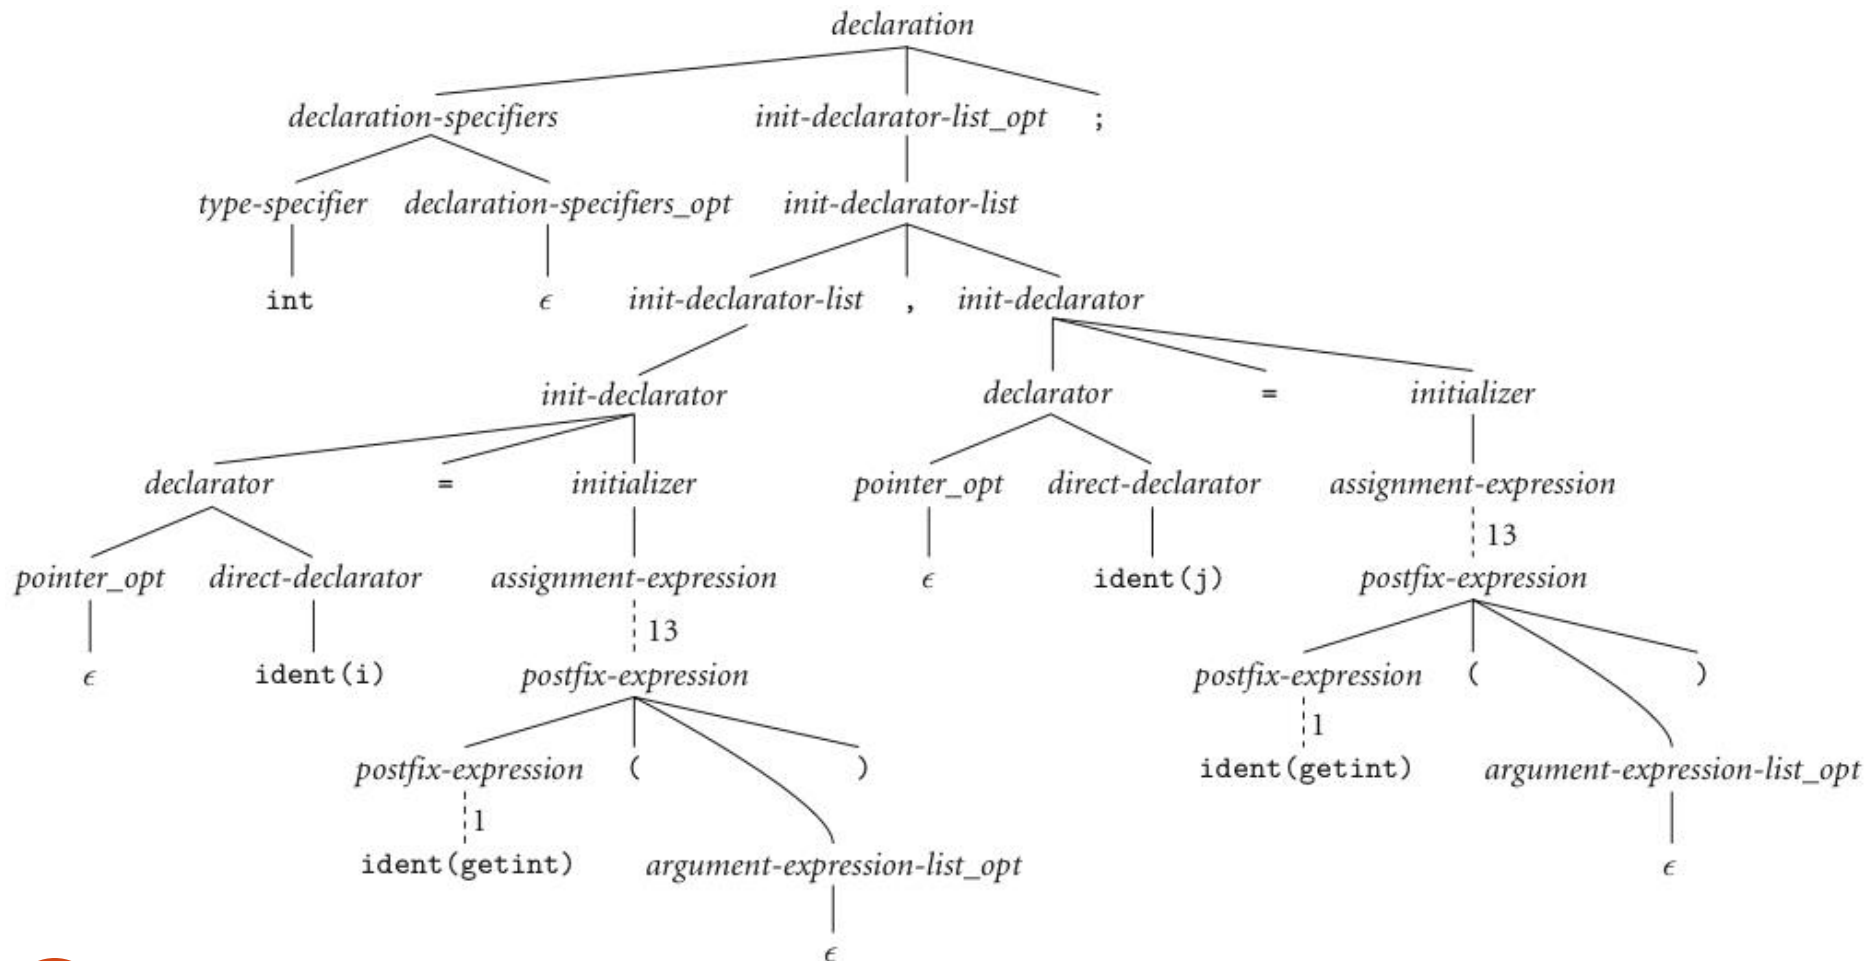 declaration
declaration-specifiers init-declarator-list_opt ;
type-specifier declaration-specifiers_opt init-declarator-list
int ϵ init-declarator-list , init-declarator
init-declarator declarator = initializer
declarator = initializer pointer_opt direct-declarator assignment-expression
13
pointer_opt direct-declarator assignment-expression ϵ ident(j) postfix-expression
13
ϵ ident(i) postfix-expression postfix-expression ( )
1
postfix-expression ( ) ident(getint) argument-expression-list_opt
1
ident(getint) argument-expression-list_opt ϵ
ϵ